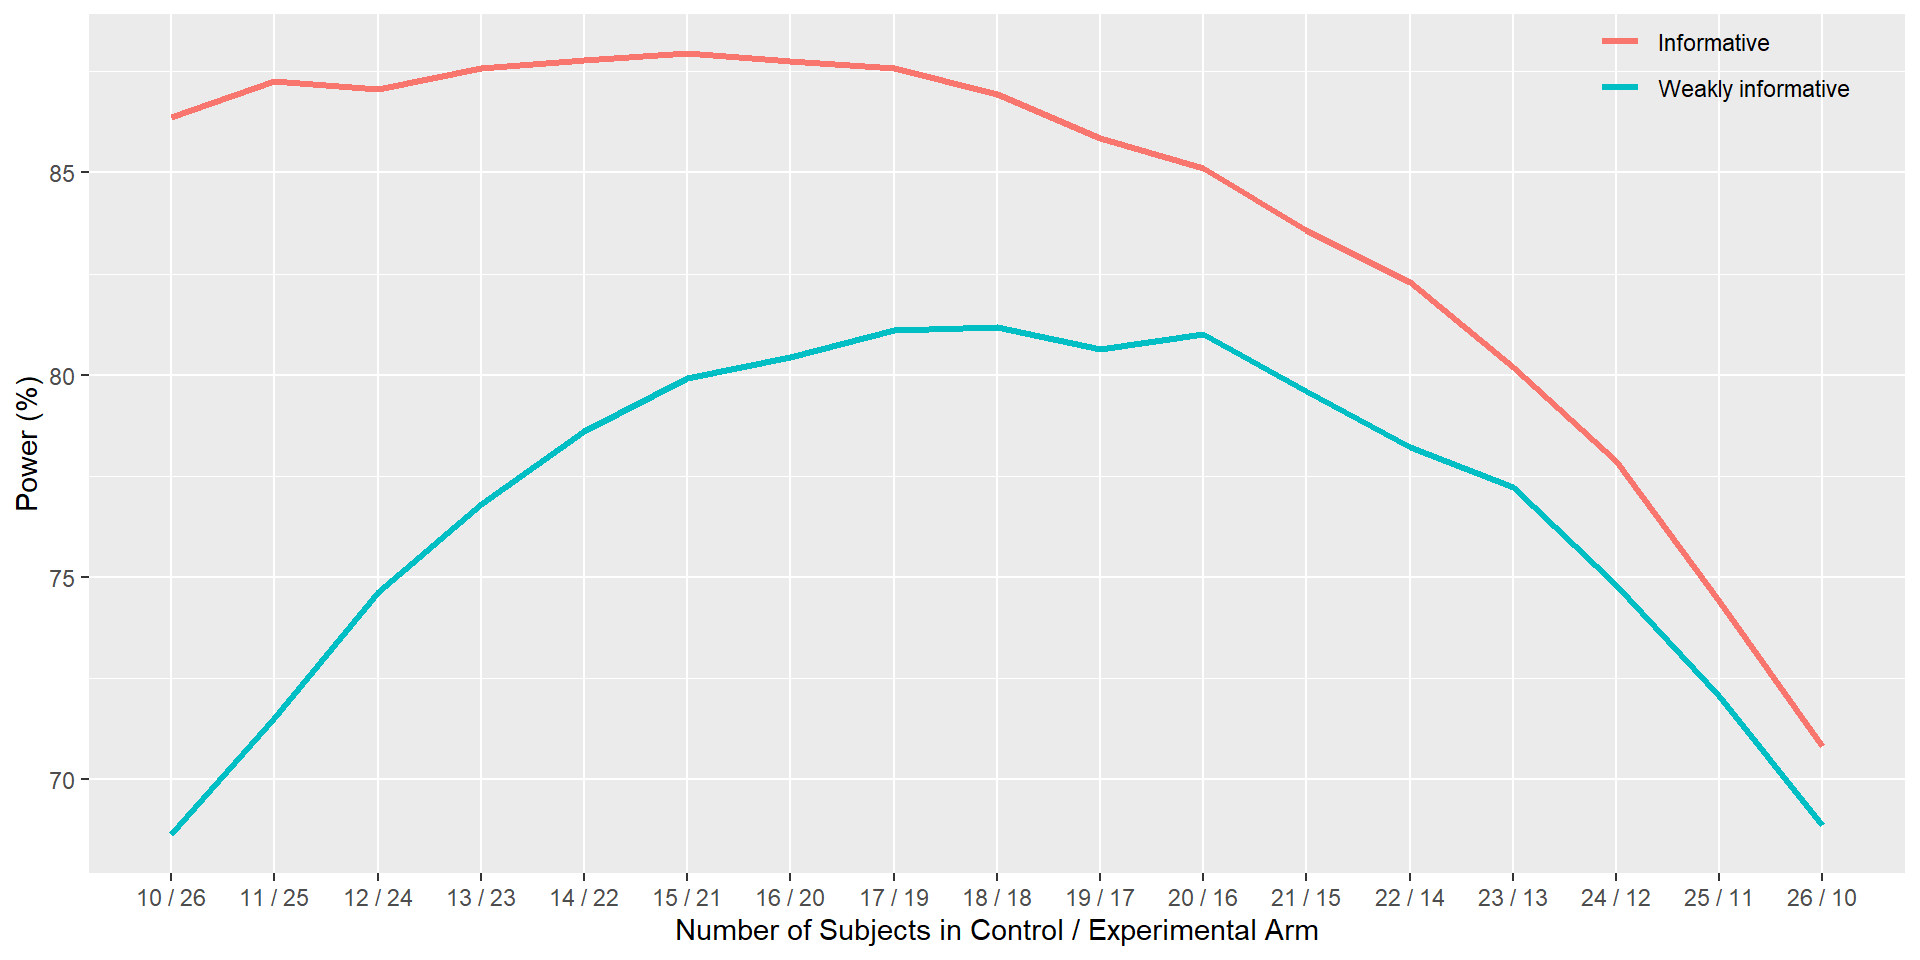 Informative
Weakly informative
Power (%)
85
80
75
70
10 / 26 11 / 25 12 / 24 13 / 23 14 / 22 15 / 21 16 / 20 17 / 19 18 / 18 19 / 17 20 / 16 21 / 15 22 / 14 23 / 13 24 / 12 25 / 11 26 / 10
Number of Subjects in Control / Experimental Arm